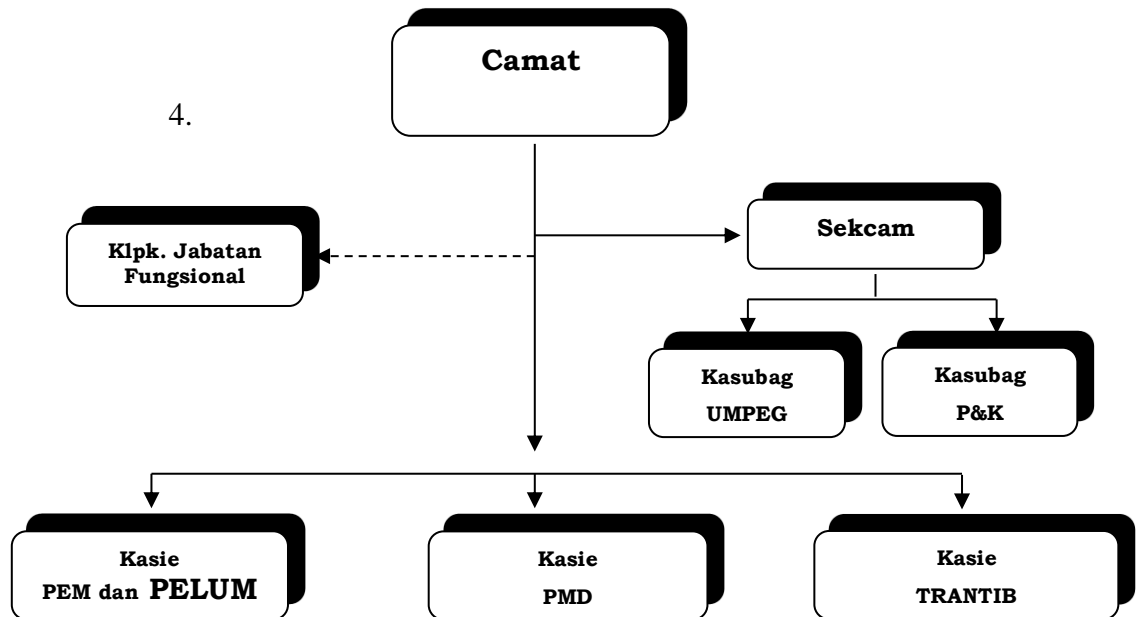 Camat
4.
Klpk. Jabatan
Fungsional
Sekcam
Kasubag
UMPEG
Kasubag
P&K
Kasie
PEM dan PELUM
Kasie
PMD
Kasie
TRANTIB